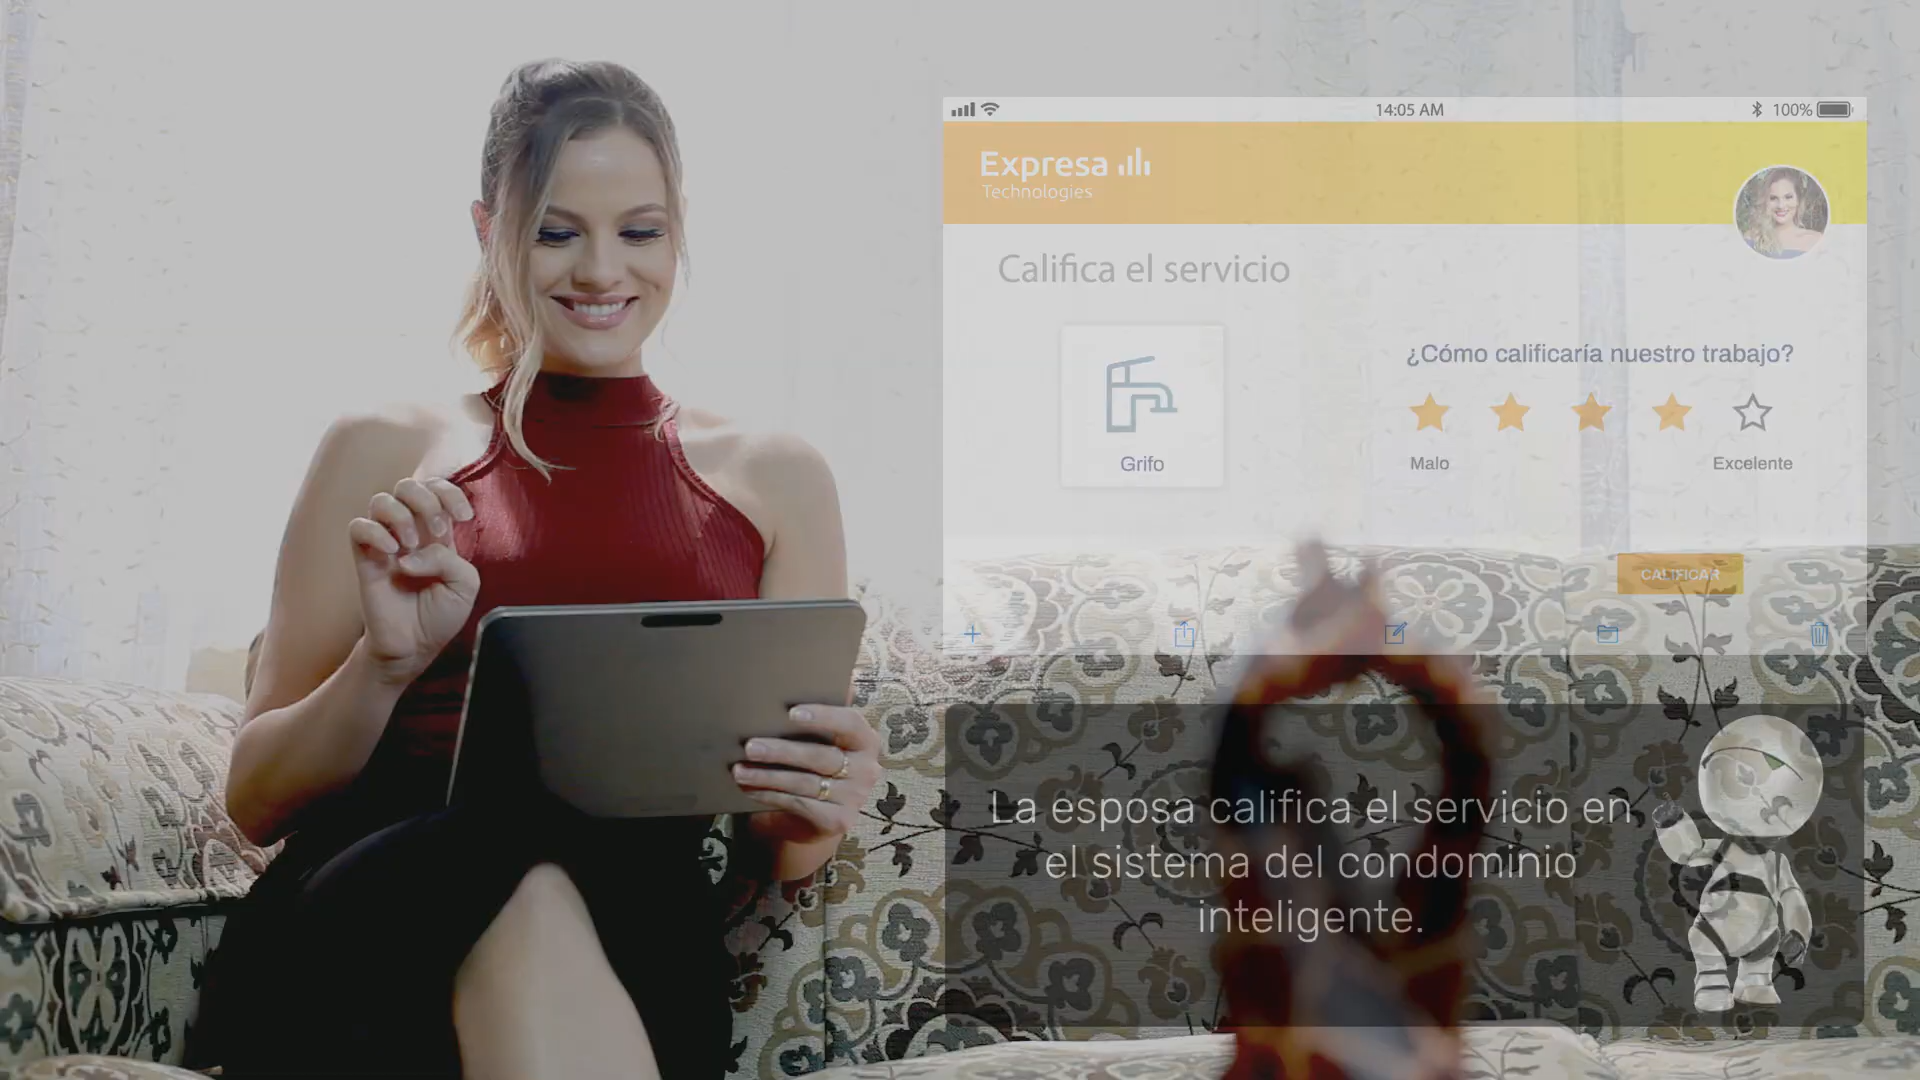 14:05 AM
100%
Expresa
Technologies
Califica el servicio
¿Cómo calificaría nuestro trabajo?
Grifo
Malo
Excelente
CALIFICAR
La esposa califica el servicio en
el sistema del condominio
inteligente.